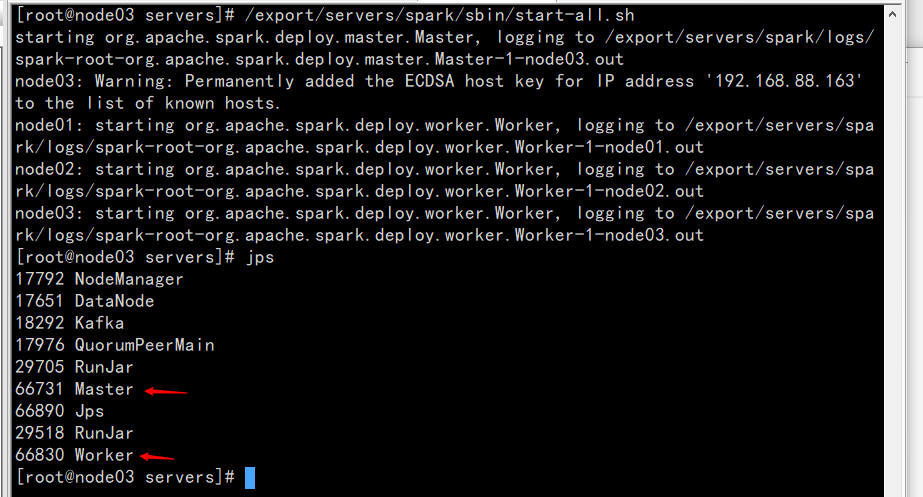 [root@node03 servers]# /export/servers/spark/sbin/start-all.sh
starting org.apache.spark.deploy.master.Master, logging to /export/servers/spark/logs/
spark-root-org.apache.spark.deploy.master.Master-1-node03.out
node03: Warning: Permanently added the ECDSA host key for IP address '192.168.88.163'
to the list of known hosts.
node01: starting org.apache.spark.deploy.worker.Worker, logging to /export/servers/spa
rk/logs/spark-root-org.apache.spark.deploy.worker.Worker-1-node01.out
node02: starting org.apache.spark.deploy.worker.Worker, logging to /export/servers/spa
rk/logs/spark-root-org.apache.spark.deploy.worker.Worker-1-node02.out
node03: starting org.apache.spark.deploy.worker.Worker, logging to /export/servers/spa
rk/logs/spark-root-org.apache.spark.deploy.worker.Worker-1-node03.out
[root@node03 servers]# jps
17792 NodeManager
17651 DataNode
18292 Kafka
17976 QuorumPeerMain
29705 RunJar
66731 Master
66890 Jps
29518 RunJar
66830 Worker
[root@node03 servers]#